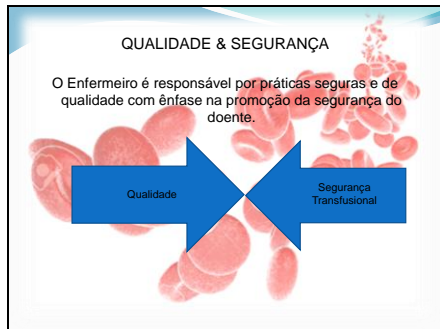 QUALIDADE & SEGURANÇA
O Enfermeiro é responsável por práticas seguras e de
qualidade com ênfase na promoção da segurança do
doente.
Qualidade
Segurança
Transfusional